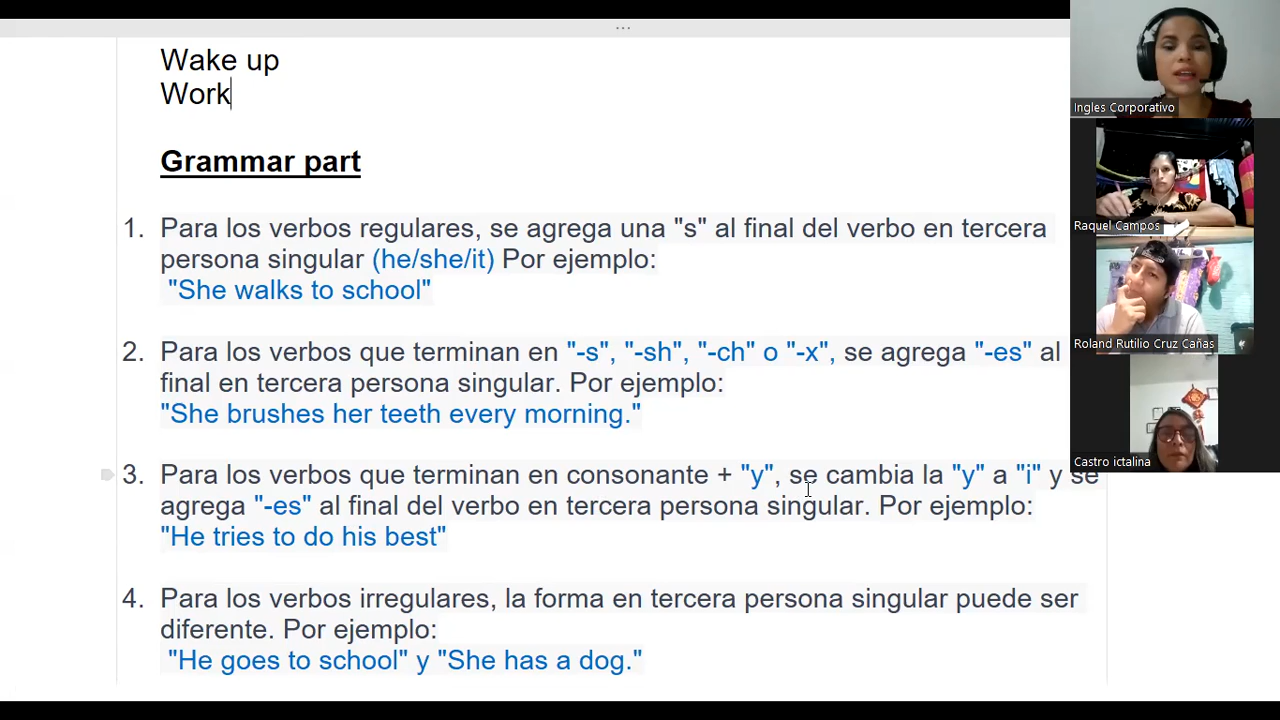 Wake up
Work
Grammar part
1. Para los verbos regulares, se agrega una "s" al final del verbo en tercera
persona singular (he/she/it) Por ejemplo:
"She walks to school"
2. Para los verbos que terminan en "-s", "-sh", "-ch" o "-x", se agrega "-es" al
final en tercera persona singular. Por ejemplo:
"She brushes her teeth every morning."
3. Para los verbos que terminan en consonante + "y", se cambia la "y" a "i" y se
agrega "-es" al final del verbo en tercera persona singular. Por ejemplo:
"He tries to do his best"
4. Para los verbos irregulares, la forma en tercera persona singular puede ser
diferente. Por ejemplo:
"He goes to school" y "She has a dog."
Ingles Corporativo
Raquel Campos
Roland Rutilio Cruz Cañas
Castro ictalina